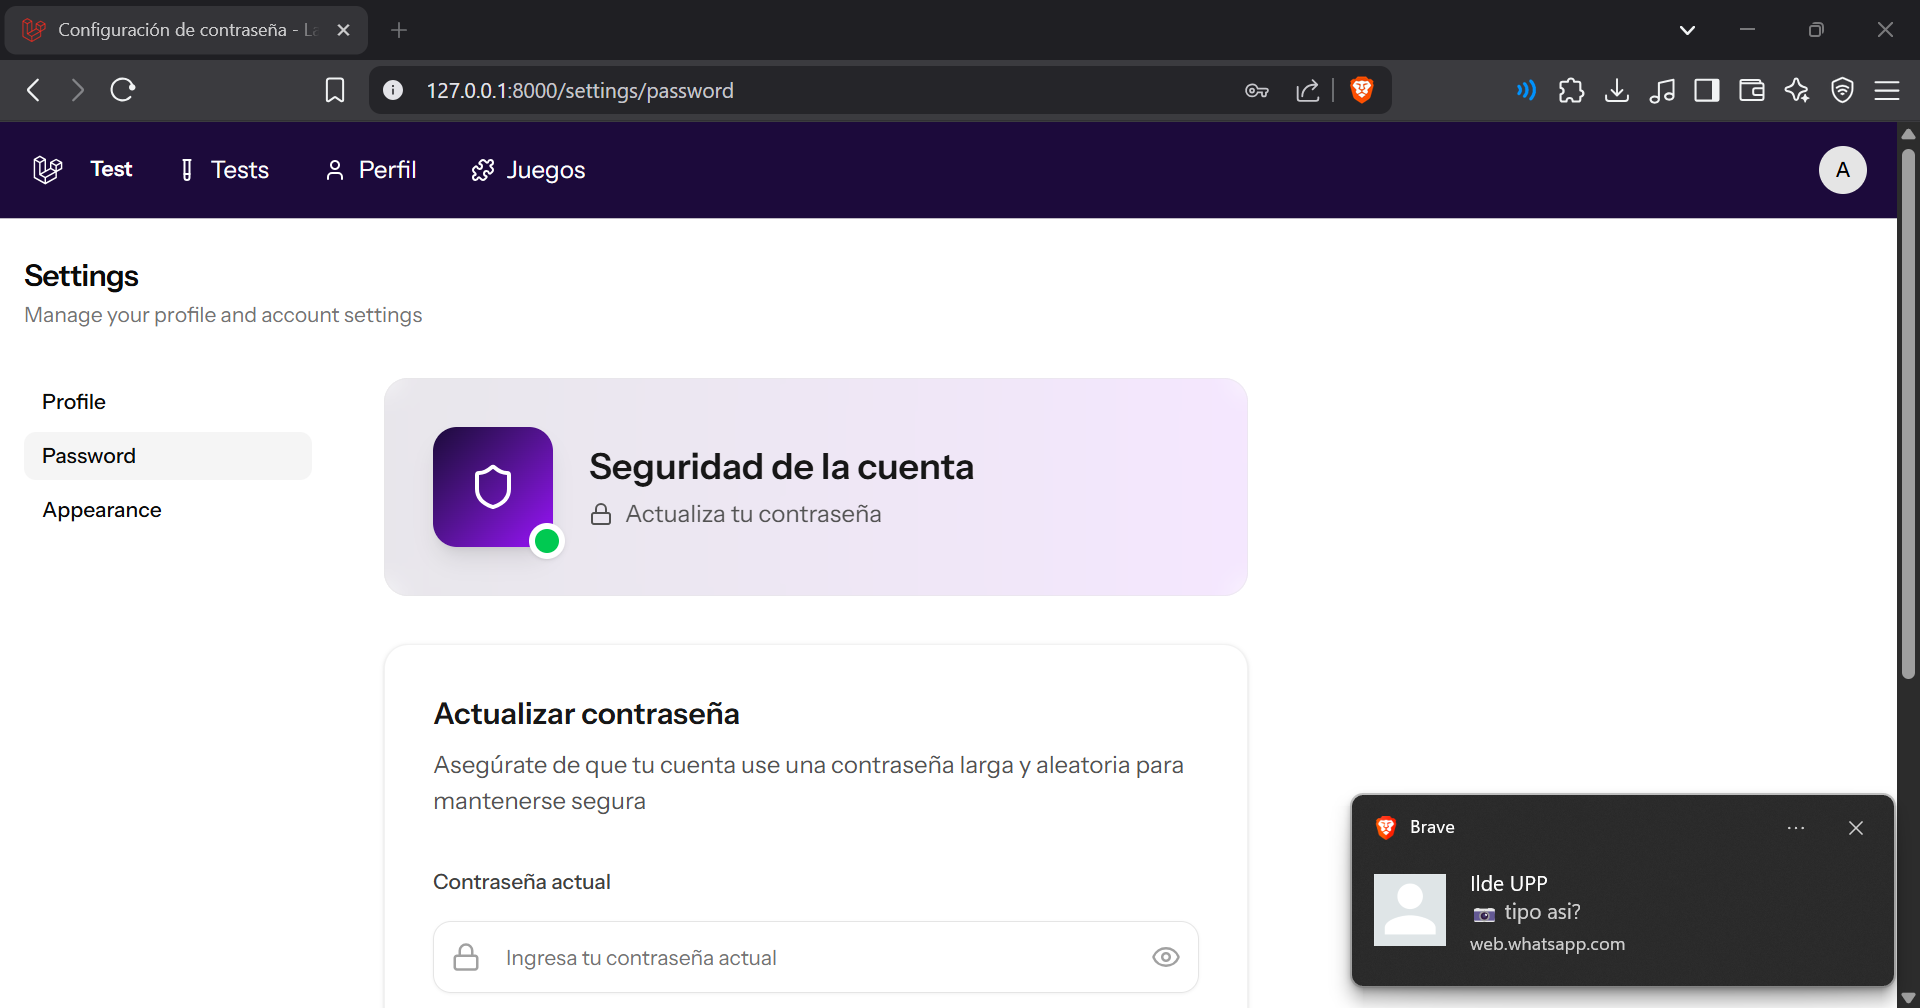 Configuración de contraseña - La
127.0.0.1:8000/settings/password
Test
Tests
Perfil
Juegos
A
Settings
Manage your profile and account settings
Profile
Password
Appearance
Seguridad de la cuenta
Actualiza tu contraseña
Actualizar contraseña
Asegúrate de que tu cuenta use una contraseña larga y aleatoria para
mantenerse segura
Contraseña actual
Ingresa tu contraseña actual
Brave
Ilde UPP
📷 tipo asi?
web.whatsapp.com